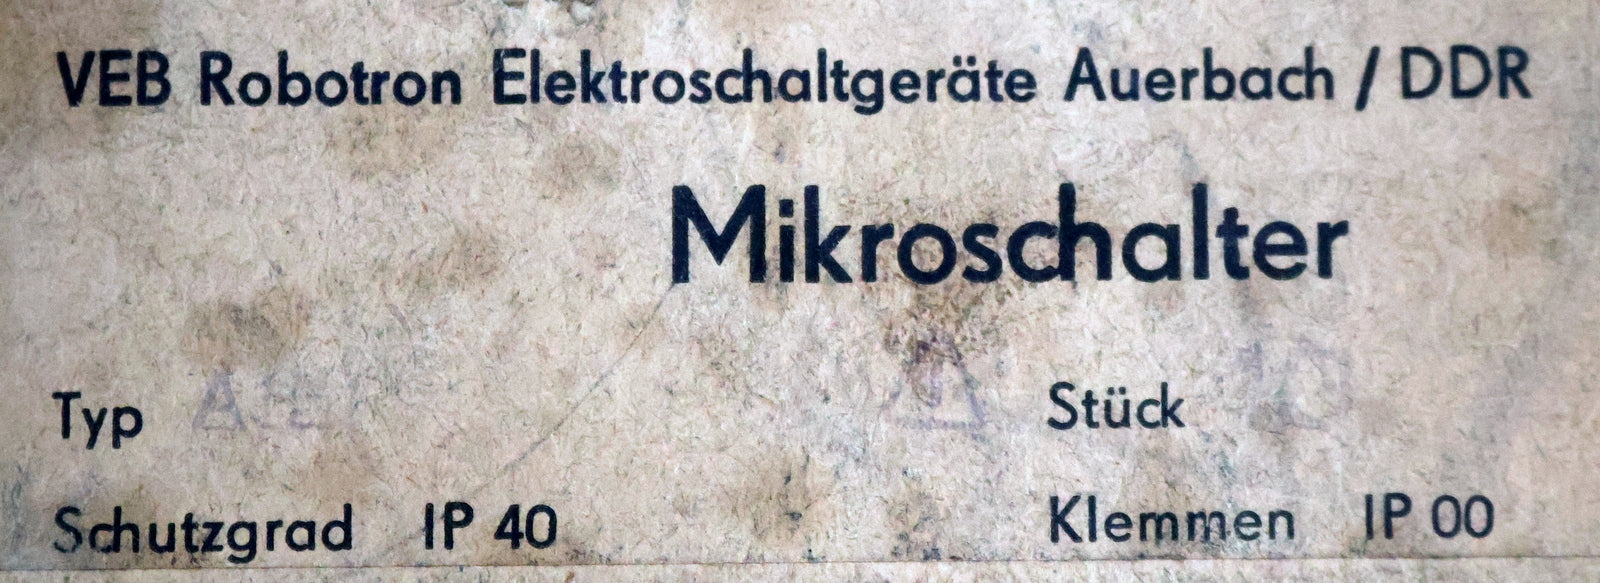 VEB Robotron Elektroschaltgeräte Auerbach / DDR
Mikroschalter
Typ Stück
Schutzgrad IP 40 Klemmen IP 00